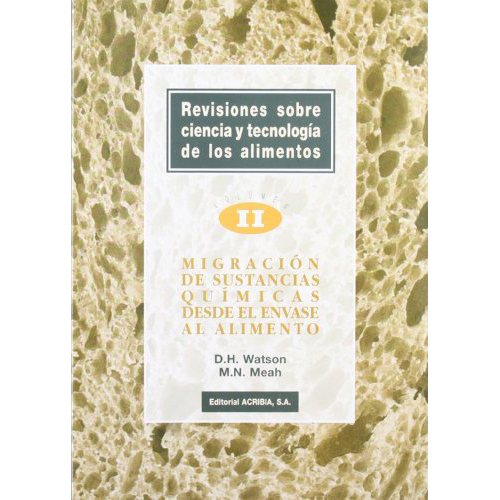 Revisiones sobre
ciencia y tecnología
de los alimentos
VOLUMEN
II
MIGRACIÓN
DE SUSTANCIAS
QUÍMICAS
DESDE EL ENVASE
AL ALIMENTO
D.H. Watson
M.N. Meah
Editorial ACRIBIA, S.A.